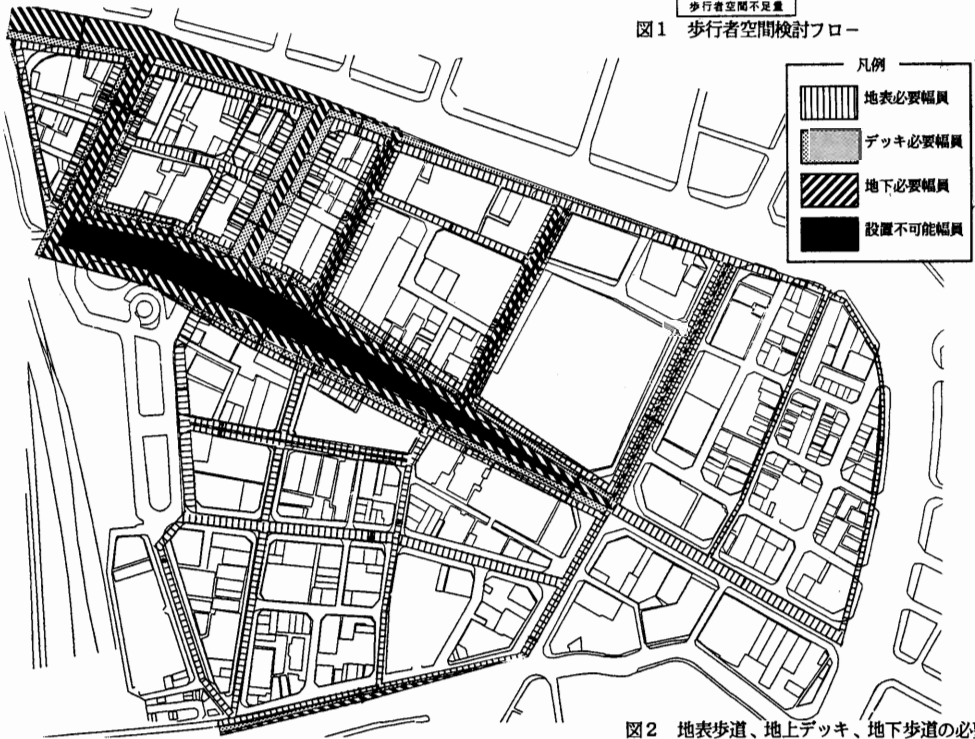 歩行者空間不足量
図1 歩行者空間検討フロー
凡例
地表必要幅員
デッキ必要幅員
地下必要幅員
設置不可能幅員
図2 地表歩道、地上デッキ、地下歩道の必